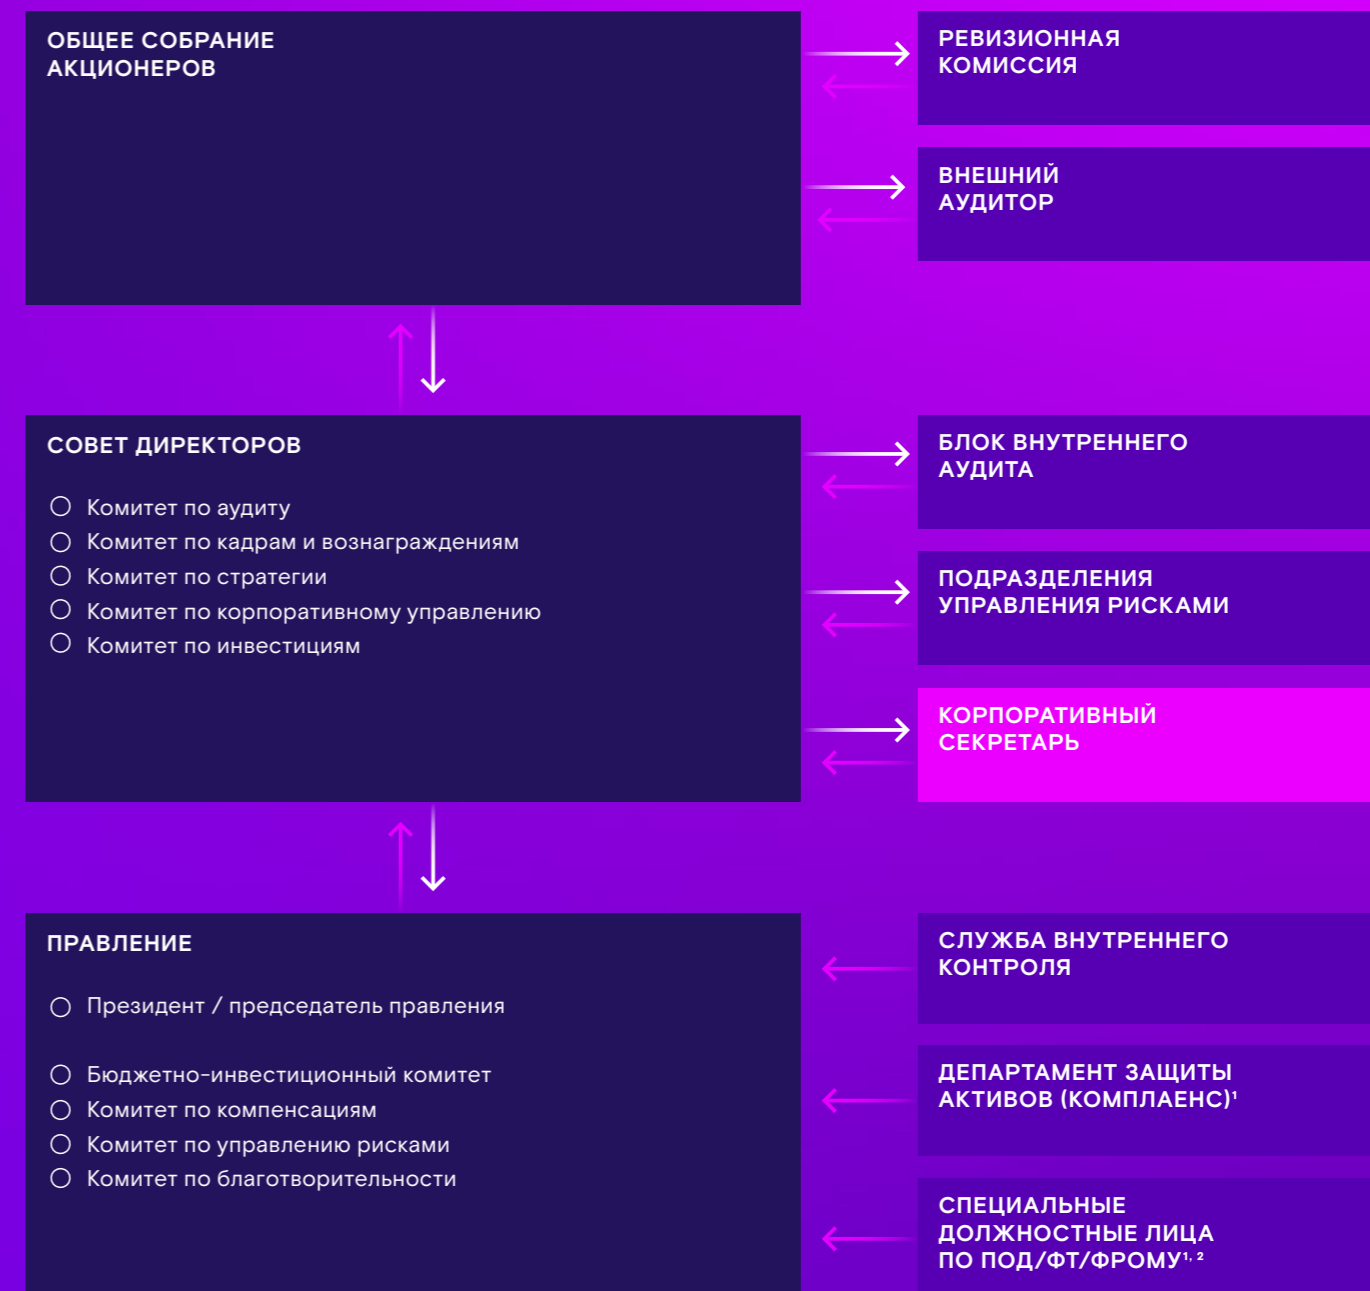 ОБЩЕЕ СОБРАНИЕ
АКЦИОНЕРОВ
РЕВИЗИОННАЯ
КОМИССИЯ
ВНЕШНИЙ
АУДИТОР
СОВЕТ ДИРЕКТОРОВ
Комитет по аудиту
Комитет по кадрам и вознаграждениям
Комитет по стратегии
Комитет по корпоративному управлению
Комитет по инвестициям
БЛОК ВНУТРЕННЕГО
АУДИТА
ПОДРАЗДЕЛЕНИЯ
УПРАВЛЕНИЯ РИСКАМИ
КОРПОРАТИВНЫЙ
СЕКРЕТАРЬ
ПРАВЛЕНИЕ
Президент / председатель правления
Бюджетно-инвестиционный комитет
Комитет по компенсациям
Комитет по управлению рисками
Комитет по благотворительности
СЛУЖБА ВНУТРЕННЕГО
КОНТРОЛЯ
ДЕПАРТАМЕНТ ЗАЩИТЫ
АКТИВОВ (КОМПЛАЕНС)¹
СПЕЦИАЛЬНЫЕ
ДОЛЖНОСТНЫЕ ЛИЦА
ПО ПОД/ФТ/ФРОМУ¹, ²